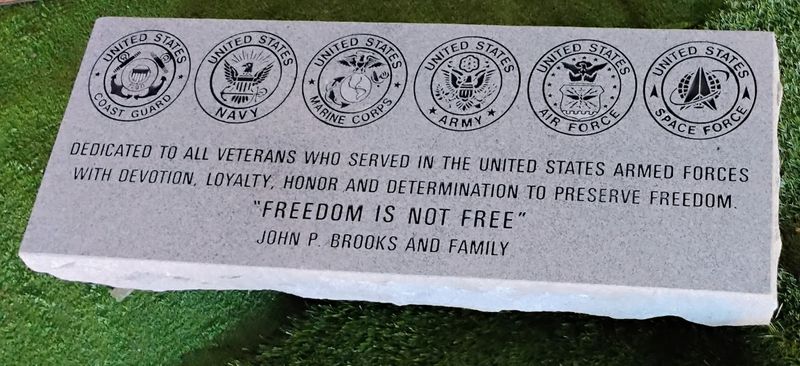 UNITED STATES COAST GUARD
UNITED STATES NAVY
UNITED STATES MARINE CORPS
UNITED STATES ARMY
UNITED STATES AIR FORCE
UNITED STATES SPACE FORCE
DEDICATED TO ALL VETERANS WHO SERVED IN THE UNITED STATES ARMED FORCES
WITH DEVOTION, LOYALTY, HONOR AND DETERMINATION TO PRESERVE FREEDOM.
"FREEDOM IS NOT FREE"
JOHN P. BROOKS AND FAMILY